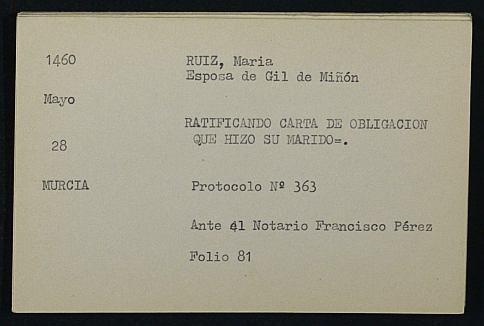 1460
RUIZ, Maria
Esposa de Gil de Miñón
Mayo
RATIFICANDO CARTA DE OBLIGACION
28
QUE HIZO SU MARIDO=.
MURCIA
Protocolo Nº 363
Ante 4l Notario Francisco Pérez
Folio 81